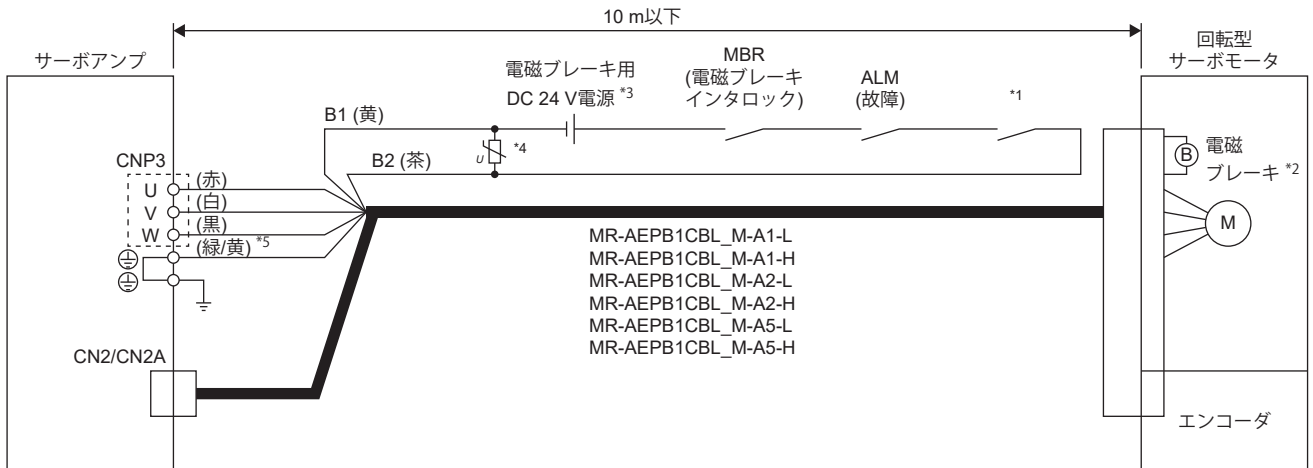 10 m以下
サーボアンプ
回転型
サーボモータ
電磁ブレーキ用
DC 24 V電源 *3
MBR
(電磁ブレーキ
インタロック)
ALM
(故障)
*1
B1 (黄)
U
*4
B2 (茶)
B
電磁
ブレーキ *2
CNP3
U
(赤)
V
(白)
W
(黒)
(緑/黄) *5
M
MR-AEPB1CBL_M-A1-L
MR-AEPB1CBL_M-A1-H
MR-AEPB1CBL_M-A2-L
MR-AEPB1CBL_M-A2-H
MR-AEPB1CBL_M-A5-L
MR-AEPB1CBL_M-A5-H
CN2/CN2A
エンコーダ